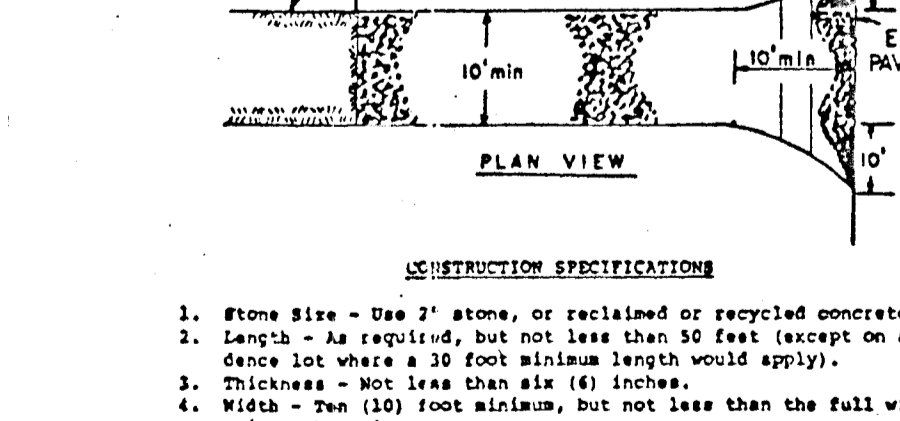 10' min
10' min
E
PAV
10'
PLAN VIEW
CONSTRUCTION SPECIFICATIONS
1. Stone Size - Use 2" stone, or reclaimed or recycled concrete
2. Length - As required, but not less than 50 feet (except on a
dence lot where a 30 foot minimum length would apply).
3. Thickness - Not less than six (6) inches.
4. Width - Ten (10) foot minimum, but not less than the full w